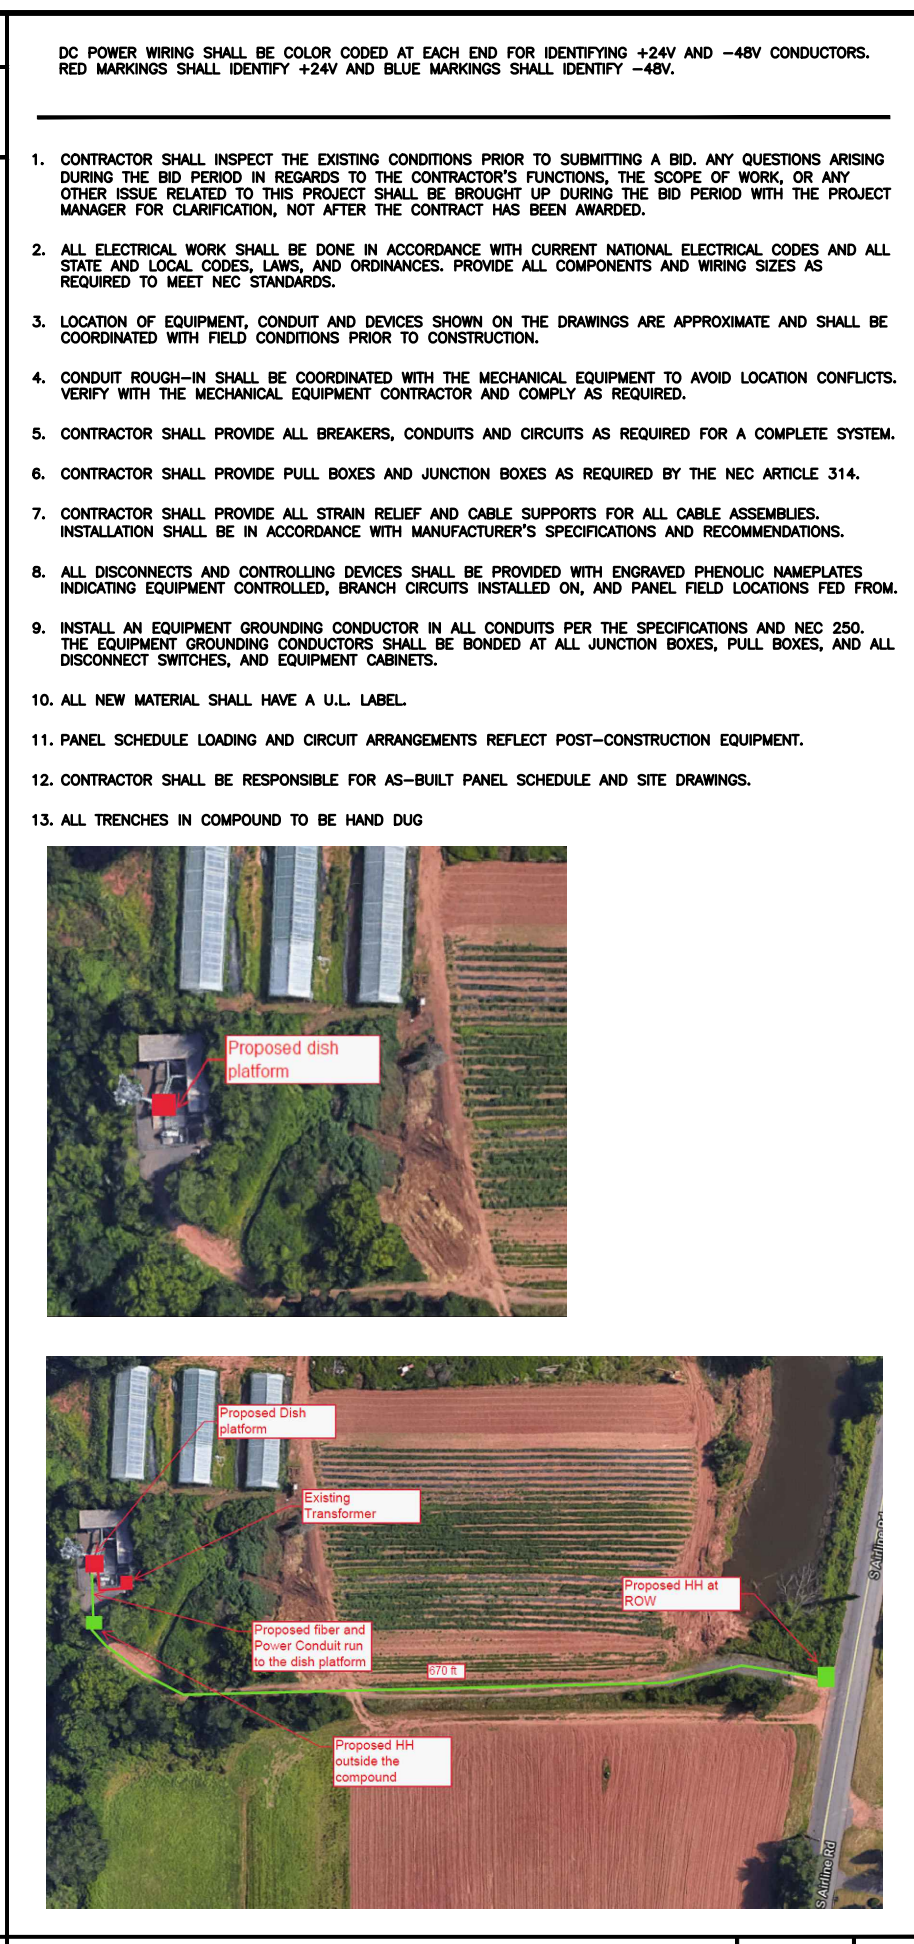 DC POWER WIRING SHALL BE COLOR CODED AT EACH END FOR IDENTIFYING +24V AND -48V CONDUCTORS.
RED MARKINGS SHALL IDENTIFY +24V AND BLUE MARKINGS SHALL IDENTIFY -48V.
1. CONTRACTOR SHALL INSPECT THE EXISTING CONDITIONS PRIOR TO SUBMITTING A BID. ANY QUESTIONS ARISING
DURING THE BID PERIOD IN REGARDS TO THE CONTRACTOR'S FUNCTIONS, THE SCOPE OF WORK, OR ANY
OTHER ISSUE RELATED TO THIS PROJECT SHALL BE BROUGHT UP DURING THE BID PERIOD WITH THE PROJECT
MANAGER FOR CLARIFICATION, NOT AFTER THE CONTRACT HAS BEEN AWARDED.
2. ALL ELECTRICAL WORK SHALL BE DONE IN ACCORDANCE WITH CURRENT NATIONAL ELECTRICAL CODES AND ALL
STATE AND LOCAL CODES, LAWS, AND ORDINANCES. PROVIDE ALL COMPONENTS AND WIRING SIZES AS
REQUIRED TO MEET NEC STANDARDS.
3. LOCATION OF EQUIPMENT, CONDUIT AND DEVICES SHOWN ON THE DRAWINGS ARE APPROXIMATE AND SHALL BE
COORDINATED WITH FIELD CONDITIONS PRIOR TO CONSTRUCTION.
4. CONDUIT ROUGH-IN SHALL BE COORDINATED WITH THE MECHANICAL EQUIPMENT TO AVOID LOCATION CONFLICTS.
VERIFY WITH THE MECHANICAL EQUIPMENT CONTRACTOR AND COMPLY AS REQUIRED.
5. CONTRACTOR SHALL PROVIDE ALL BREAKERS, CONDUITS AND CIRCUITS AS REQUIRED FOR A COMPLETE SYSTEM.
6. CONTRACTOR SHALL PROVIDE PULL BOXES AND JUNCTION BOXES AS REQUIRED BY THE NEC ARTICLE 314.
7. CONTRACTOR SHALL PROVIDE ALL STRAIN RELIEF AND CABLE SUPPORTS FOR ALL CABLE ASSEMBLIES.
INSTALLATION SHALL BE IN ACCORDANCE WITH MANUFACTURER'S SPECIFICATIONS AND RECOMMENDATIONS.
8. ALL DISCONNECTS AND CONTROLLING DEVICES SHALL BE PROVIDED WITH ENGRAVED PHENOLIC NAMEPLATES
INDICATING EQUIPMENT CONTROLLED, BRANCH CIRCUITS INSTALLED ON, AND PANEL FIELD LOCATIONS FED FROM.
9. INSTALL AN EQUIPMENT GROUNDING CONDUCTOR IN ALL CONDUITS PER THE SPECIFICATIONS AND NEC 250.
THE EQUIPMENT GROUNDING CONDUCTORS SHALL BE BONDED AT ALL JUNCTION BOXES, PULL BOXES, AND ALL
DISCONNECT SWITCHES, AND EQUIPMENT CABINETS.
10. ALL NEW MATERIAL SHALL HAVE A U.L. LABEL.
11. PANEL SCHEDULE LOADING AND CIRCUIT ARRANGEMENTS REFLECT POST-CONSTRUCTION EQUIPMENT.
12. CONTRACTOR SHALL BE RESPONSIBLE FOR AS-BUILT PANEL SCHEDULE AND SITE DRAWINGS.
13. ALL TRENCHES IN COMPOUND TO BE HAND DUG
Proposed dish
platform
Proposed Dish
platform
Existing
Transformer
S Airline Rd
Proposed HH at
ROW
Proposed fiber and
Power Conduit run
to the dish platform
670 ft
Proposed HH
outside the
compound
S Airline Rd